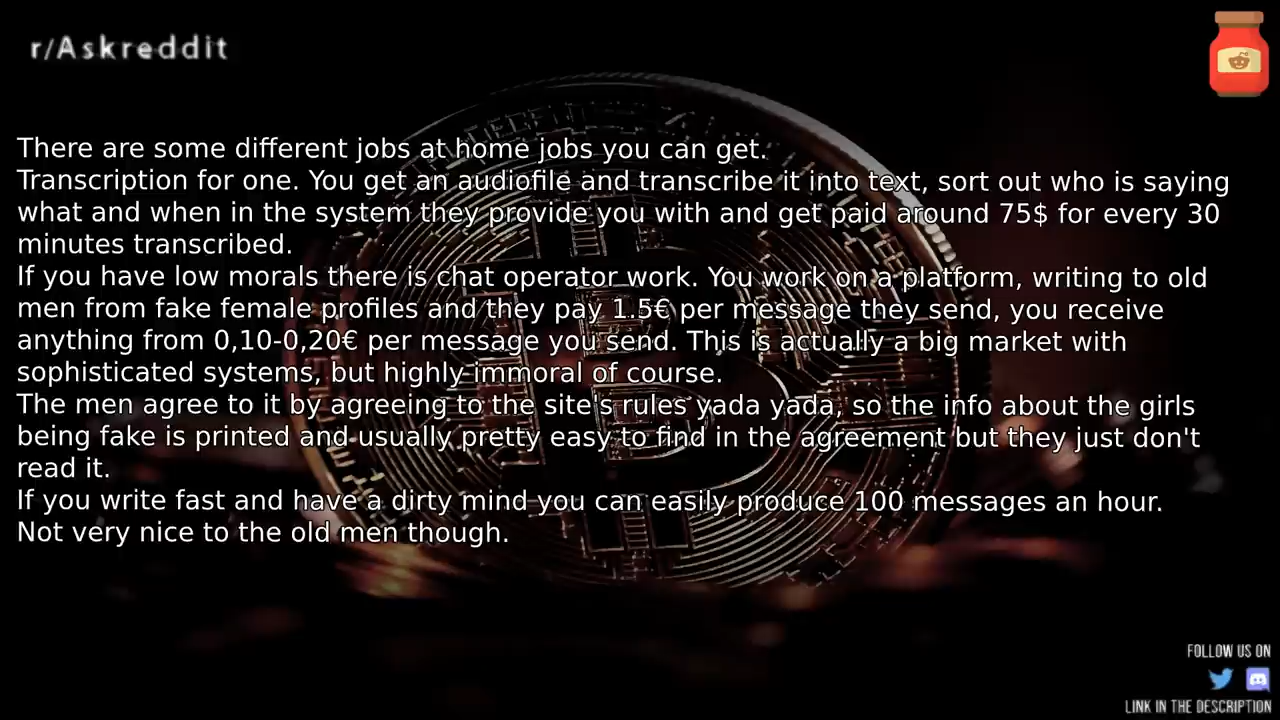 r/Askreddit
There are some different jobs at home jobs you can get.
Transcription for one. You get an audiofile and transcribe it into text, sort out who is saying
what and when in the system they provide you with and get paid around 75$ for every 30
minutes transcribed.
If you have low morals there is chat operator work. You work on a platform, writing to old
men from fake female profiles and they pay 1.5€ per message they send, you receive
anything from 0,10-0,20€ per message you send. This is actually a big market with
sophisticated systems, but highly immoral of course.
The men agree to it by agreeing to the site's rules yada yada, so the info about the girls
being fake is printed and usually pretty easy to find in the agreement but they just don't
read it.
If you write fast and have a dirty mind you can easily produce 100 messages an hour.
Not very nice to the old men though.
FOLLOW US ON
LINK IN THE DESCRIPTION